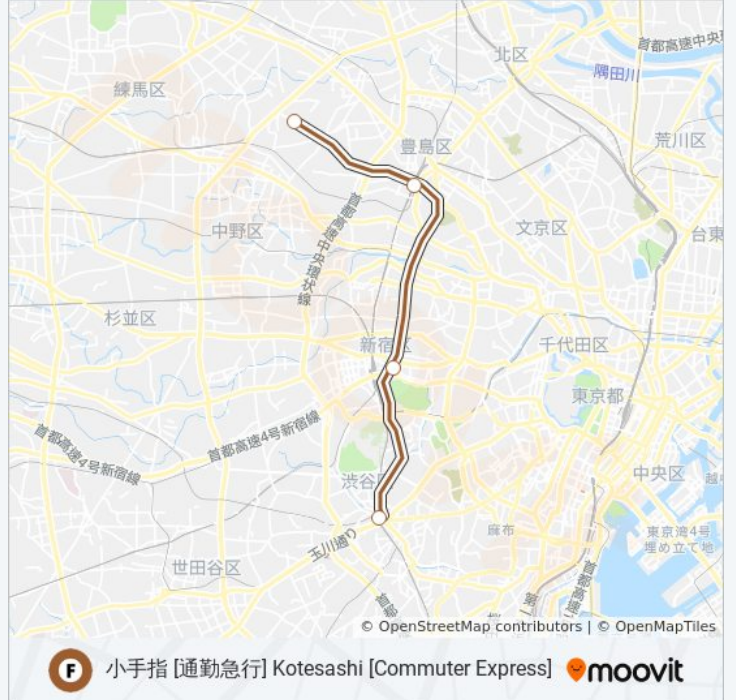 北区
首都高速中央環
隅田川
練馬区
豊島区
荒川区
文京区
台東
中野区
首都高速中央環状線
杉並区
新宿区
千代田区
東京都
首都高速4号新宿線
首都高速4号新宿線
渋谷区
中央区
麻布
東京湾4号
埋め立て地
玉川通り
世田谷区
首都
第一
首都高速
© OpenStreetMap contributors | © OpenMapTiles
F 小手指 [通勤急行] Kotesashi [Commuter Express] moovit